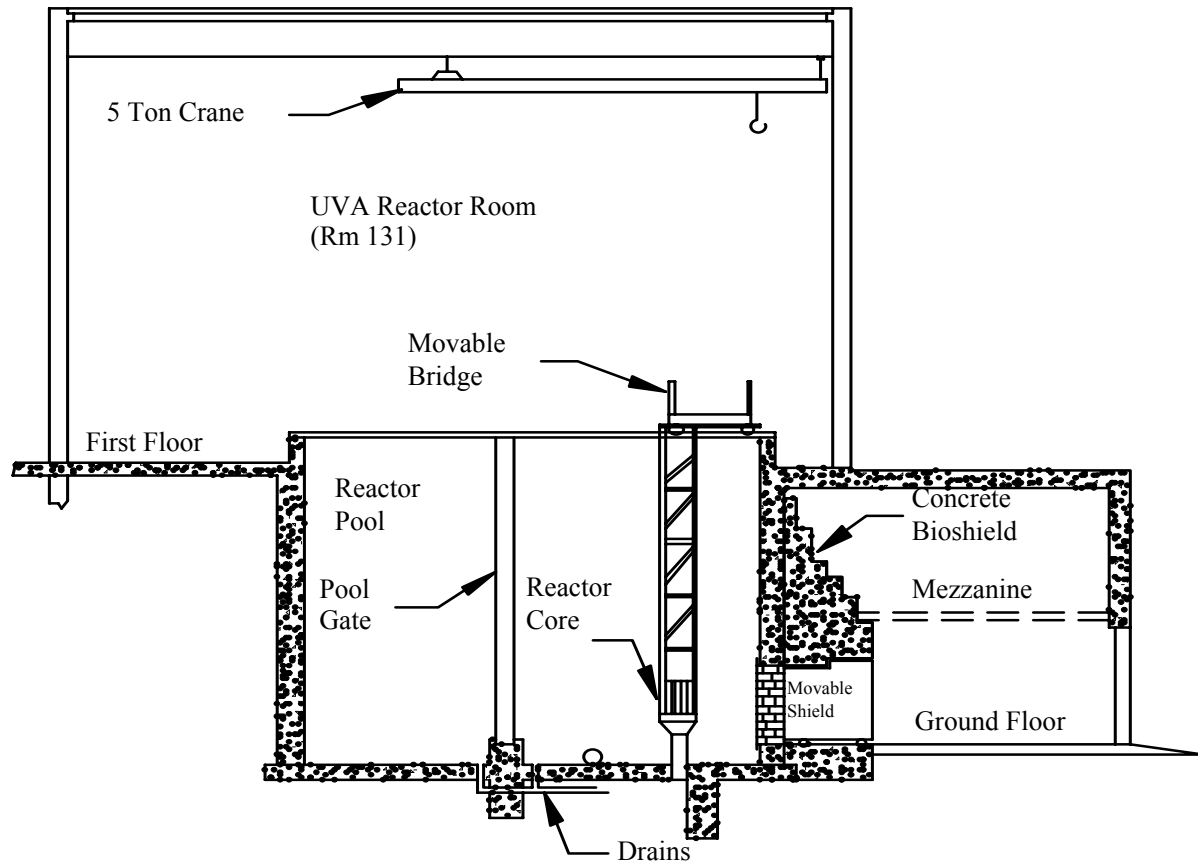 5 Ton Crane
UVA Reactor Room
(Rm 131)
Movable
Bridge
First Floor
Reactor
Pool
Concrete
Bioshield
Pool
Gate
Reactor
Core
Mezzanine
Movable
Shield
Ground Floor
Drains